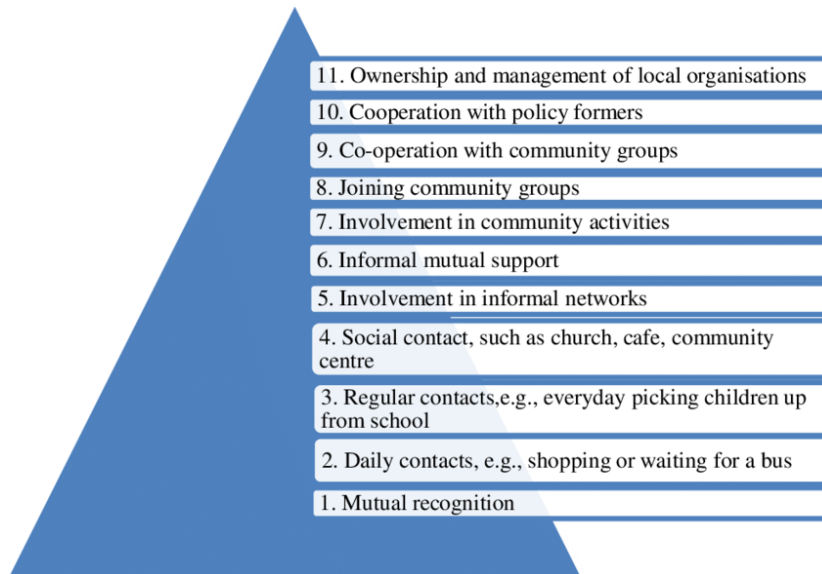 11. Ownership and management of local organisations
10. Cooperation with policy formers
9. Co-operation with community groups
8. Joining community groups
7. Involvement in community activities
6. Informal mutual support
5. Involvement in informal networks
4. Social contact, such as church, cafe, community
centre
3. Regular contacts,e.g., everyday picking children up
from school
2. Daily contacts, e.g., shopping or waiting for a bus
1. Mutual recognition